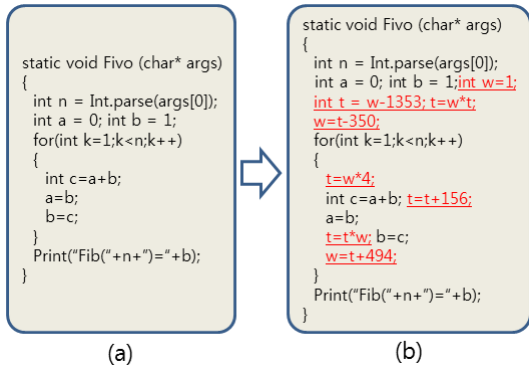 static void Fivo (char* args)
{
int n = Int.parse(args[0]);
int a = 0; int b = 1;
for(int k=1;k<n;k++)
{
int c=a+b;
a=b;
b=c;
}
Print("Fib("+n+")="+b);
}
(a)
static void Fivo (char* args)
{
int n = Int.parse(args[0]);
int a = 0; int b = 1;int w=1;
int t = w-1353; t=w*t;
w=t-350;
for(int k=1;k<n;k++)
{
t=w*4;
int c=a+b; t=t+156;
a=b;
t=t*w; b=c;
w=t+494;
}
Print("Fib("+n+")="+b);
}
(b)